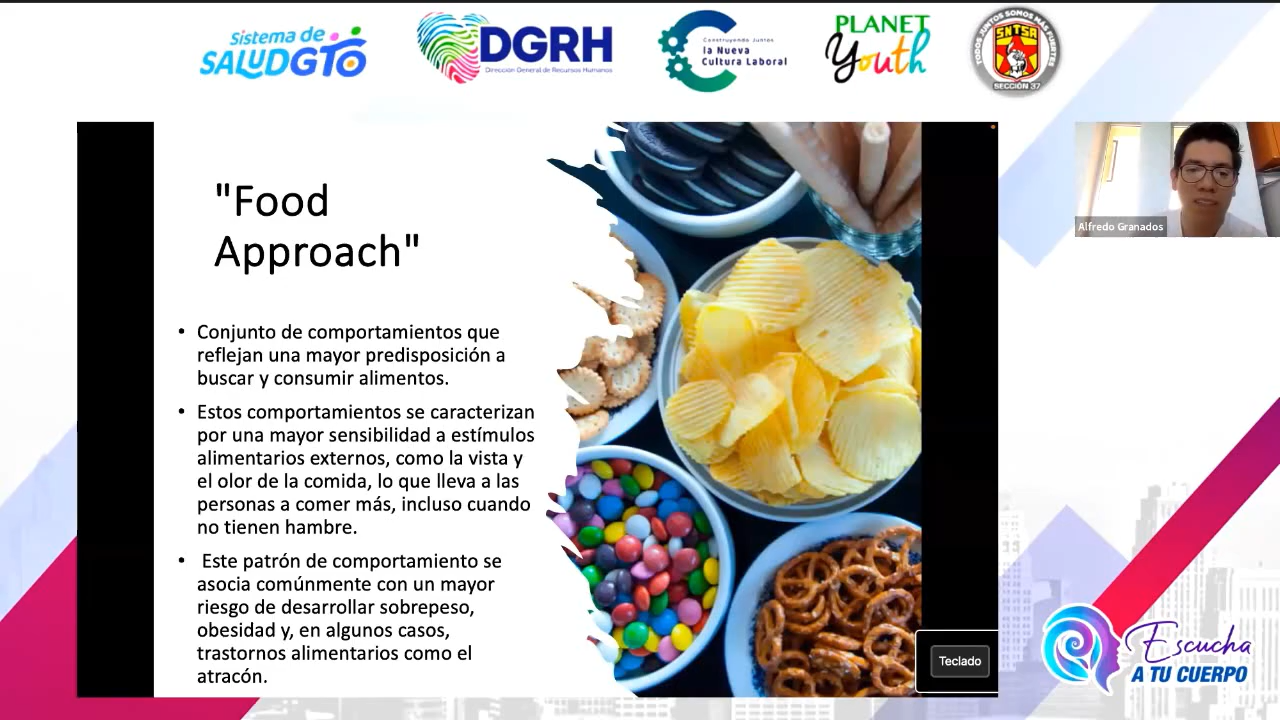 Sistema de
SALUDGTO
DGRH
Dirección General de Recursos Humanos
Construyendo Juntos
la Nueva
Cultura Laboral
PLANET
Youth
TODOS JUNTOS SOMOS MÁS FUERTES
SNTSA
SECCIÓN 37
"Food
Approach"
• Conjunto de comportamientos que
reflejan una mayor predisposición a
buscar y consumir alimentos.
• Estos comportamientos se caracterizan
por una mayor sensibilidad a estímulos
alimentarios externos, como la vista y
el olor de la comida, lo que lleva a las
personas a comer más, incluso cuando
no tienen hambre.
• Este patrón de comportamiento se
asocia comúnmente con un mayor
riesgo de desarrollar sobrepeso,
obesidad y, en algunos casos,
trastornos alimentarios como el
atracón.
Alfredo Granados
Teclado
Escucha
A TU CUERPO